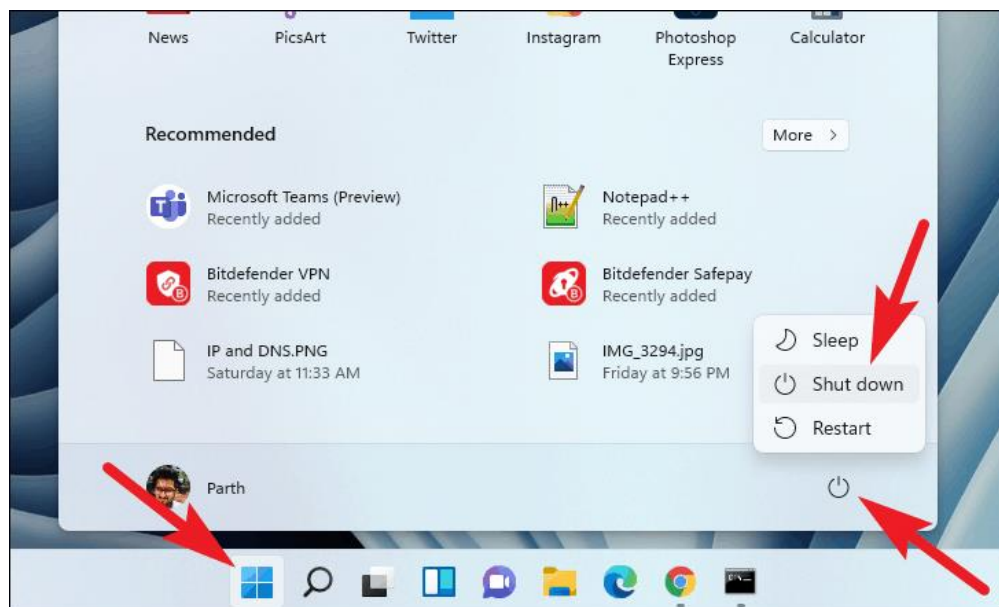 News PicsArt Twitter Instagram Photoshop Calculator
Express
Recommended
More >
Microsoft Teams (Preview)
Recently added
Notepad++
Recently added
Bitdefender VPN
Recently added
Bitdefender Safepay
Recently added
IP and DNS.PNG
Saturday at 11:33 AM
IMG_3294.jpg
Friday at 9:56 PM
Sleep
Shut down
Restart
Parth